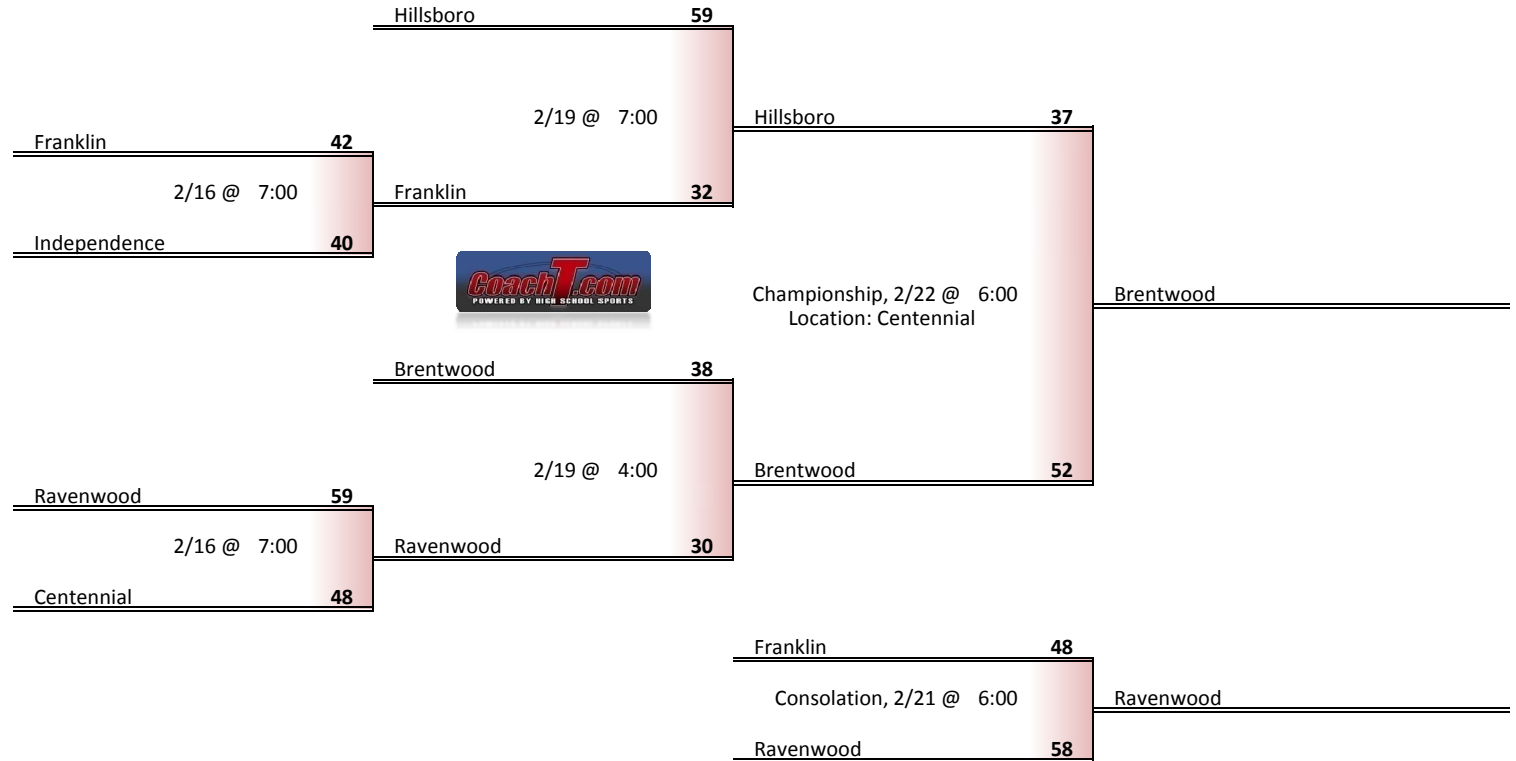 Hillsboro 59
2/19 @ 7:00
Hillsboro 37
Franklin 42
2/16 @ 7:00
Franklin 32
Independence 40
CoachT.com
POWERED BY HIGH SCHOOL SPORTS
Championship, 2/22 @ 6:00
Location: Centennial
Brentwood
Brentwood 38
2/19 @ 4:00
Brentwood 52
Ravenwood 59
2/16 @ 7:00
Ravenwood 30
Centennial 48
Franklin 48
Consolation, 2/21 @ 6:00
Ravenwood
Ravenwood 58